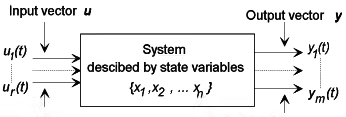 Input vector u
Output vector y
u₁(t)
System
y₁(t)
descibed by state variables
uᵣ(t)
{x₁, x₂ , ... xₙ }
yₘ(t)